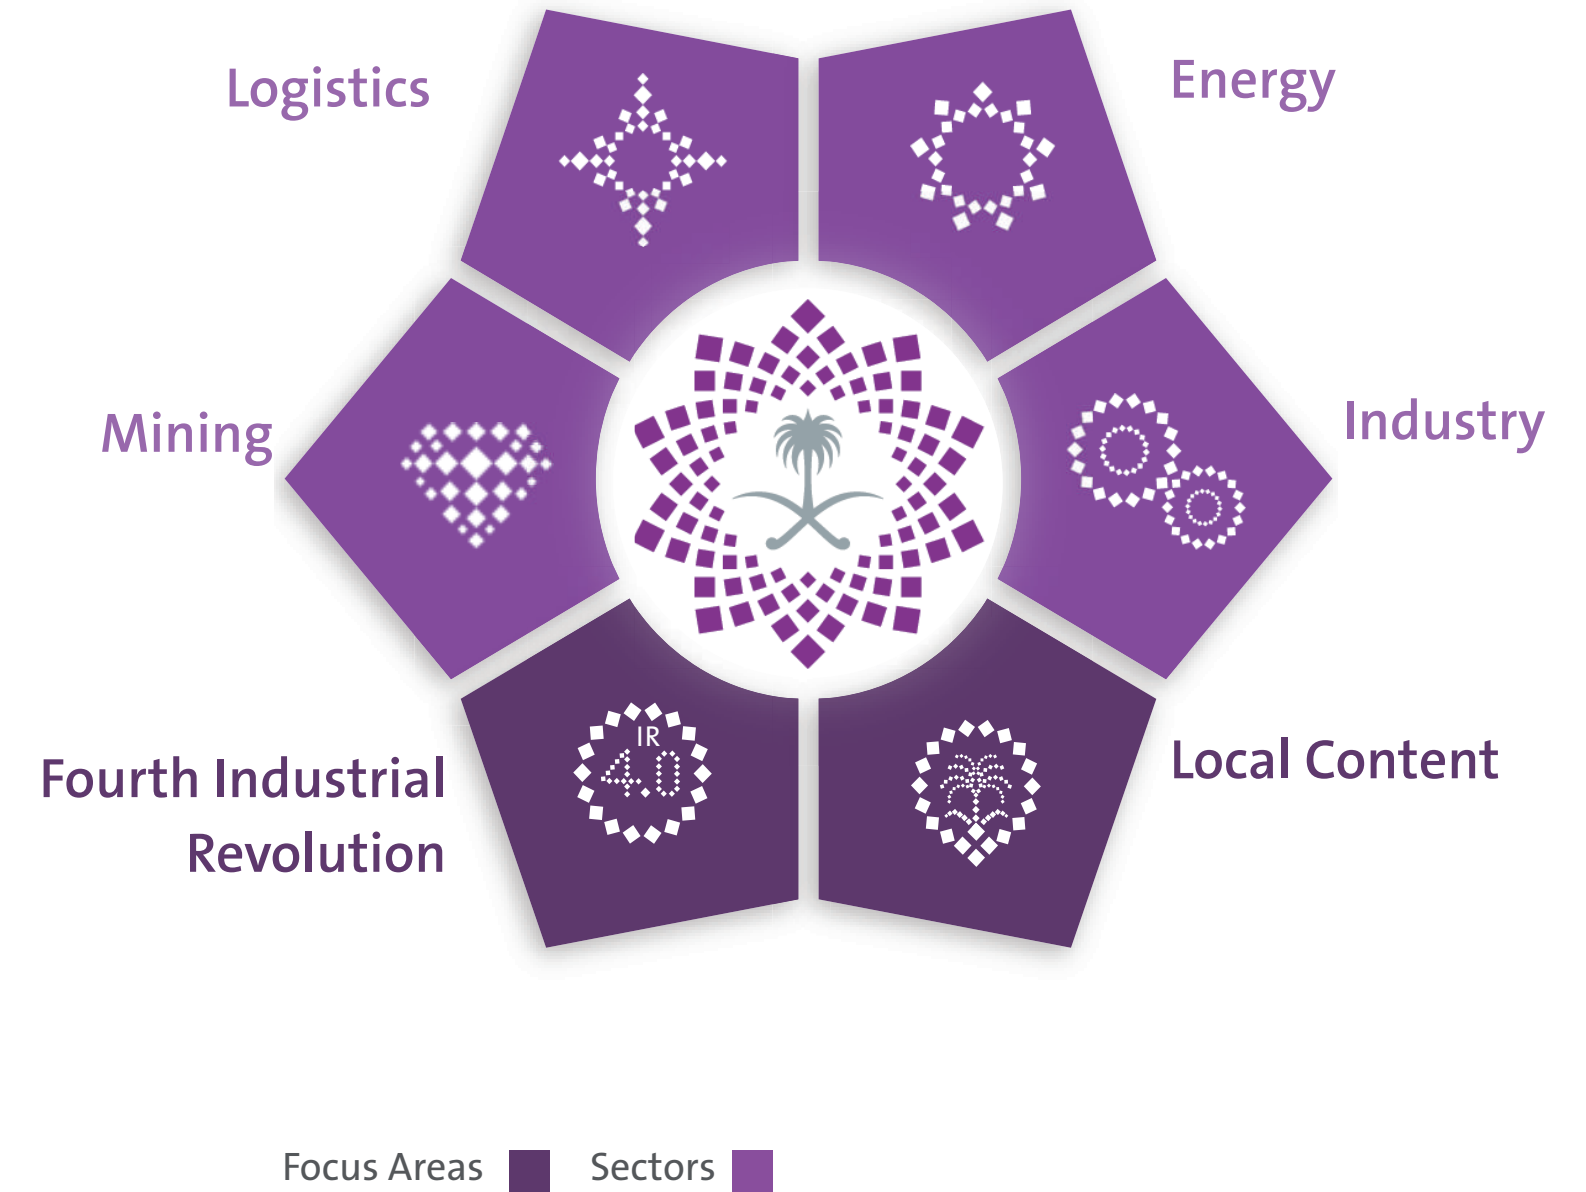 Logistics
Energy
Mining
Industry
IR
4.0
Fourth Industrial
Revolution
Local Content
Focus Areas
Sectors